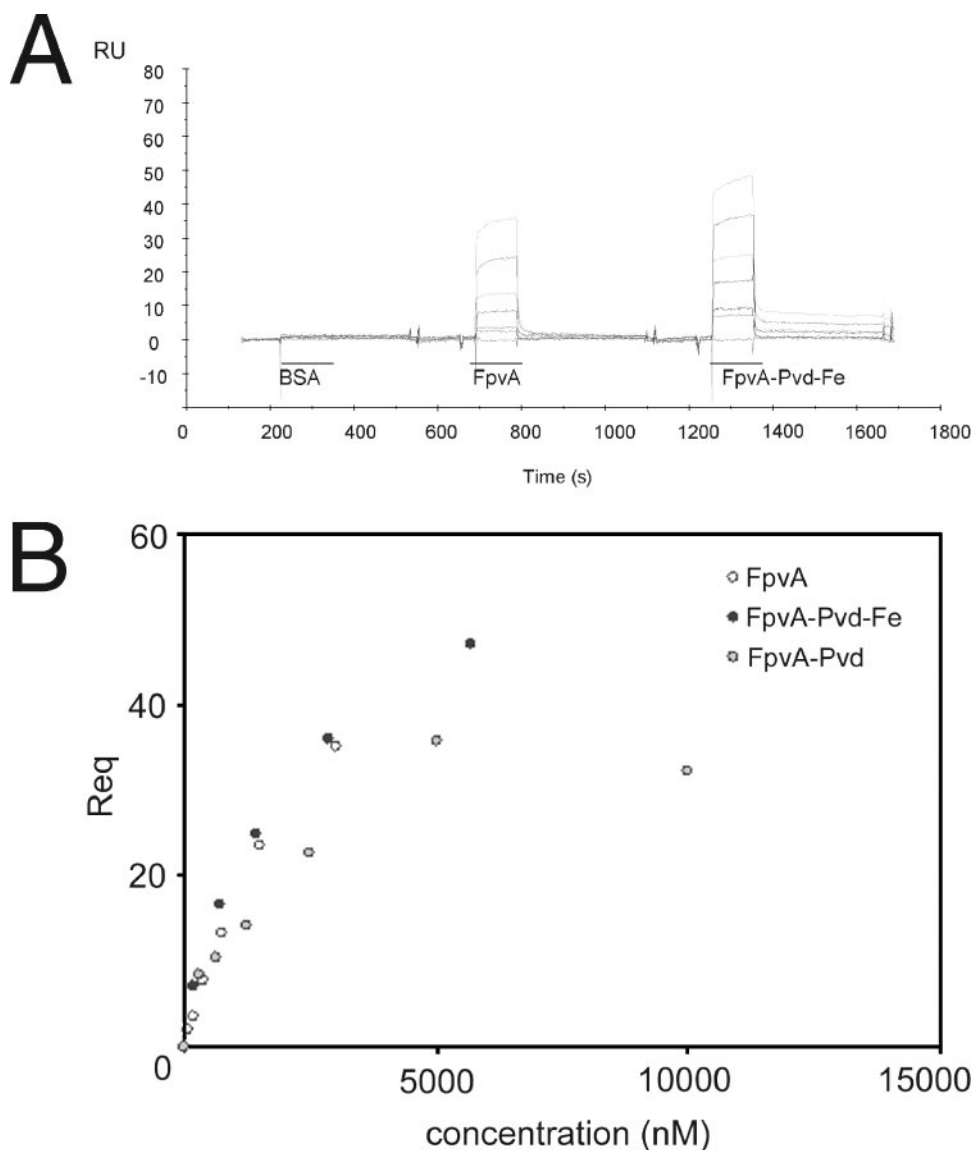 A
RU
80
70
60
50
40
30
20
10
0
-10
BSA
FpvA
FpvA-Pvd-Fe
0 200 400 600 800 1000 1200 1400 1600 1800
Time (s)
B
60
40
20
0
Req
FpvA
FpvA-Pvd-Fe
FpvA-Pvd
5000 10000 15000
concentration (nM)